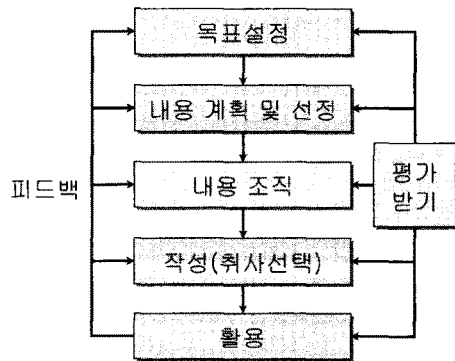 목표설정
내용 계획 및 선정
피드백
내용 조직
평가
받기
작성(취사선택)
활용